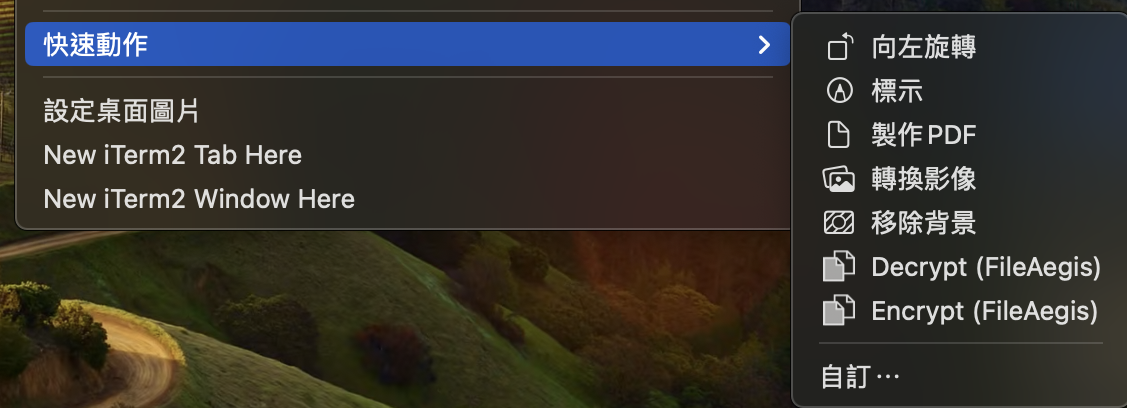 快速動作
設定桌面圖片
New iTerm2 Tab Here
New iTerm2 Window Here
向左旋轉
標示
製作 PDF
轉換影像
移除背景
Decrypt (FileAegis)
Encrypt (FileAegis)
自訂⋯